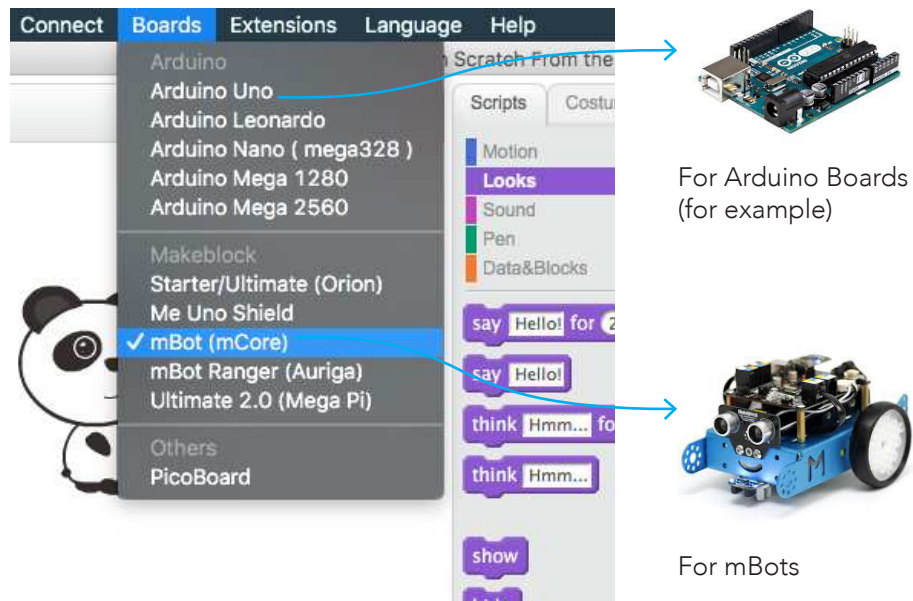 Connect Boards Extensions Language Help
Scratch From the
Arduino
Arduino Uno
Arduino Leonardo
Arduino Nano ( mega328 )
Arduino Mega 1280
Arduino Mega 2560
Makeblock
Starter/Ultimate (Orion)
Me Uno Shield
✓ mBot (mCore)
mBot Ranger (Auriga)
Ultimate 2.0 (Mega Pi)
Others
PicoBoard
Scripts
Motion
Looks
Sound
Pen
Data&Blocks
say Hello! for
say Hello!
think Hmm...
think Hmm...
show
For Arduino Boards
(for example)
M
For mBots